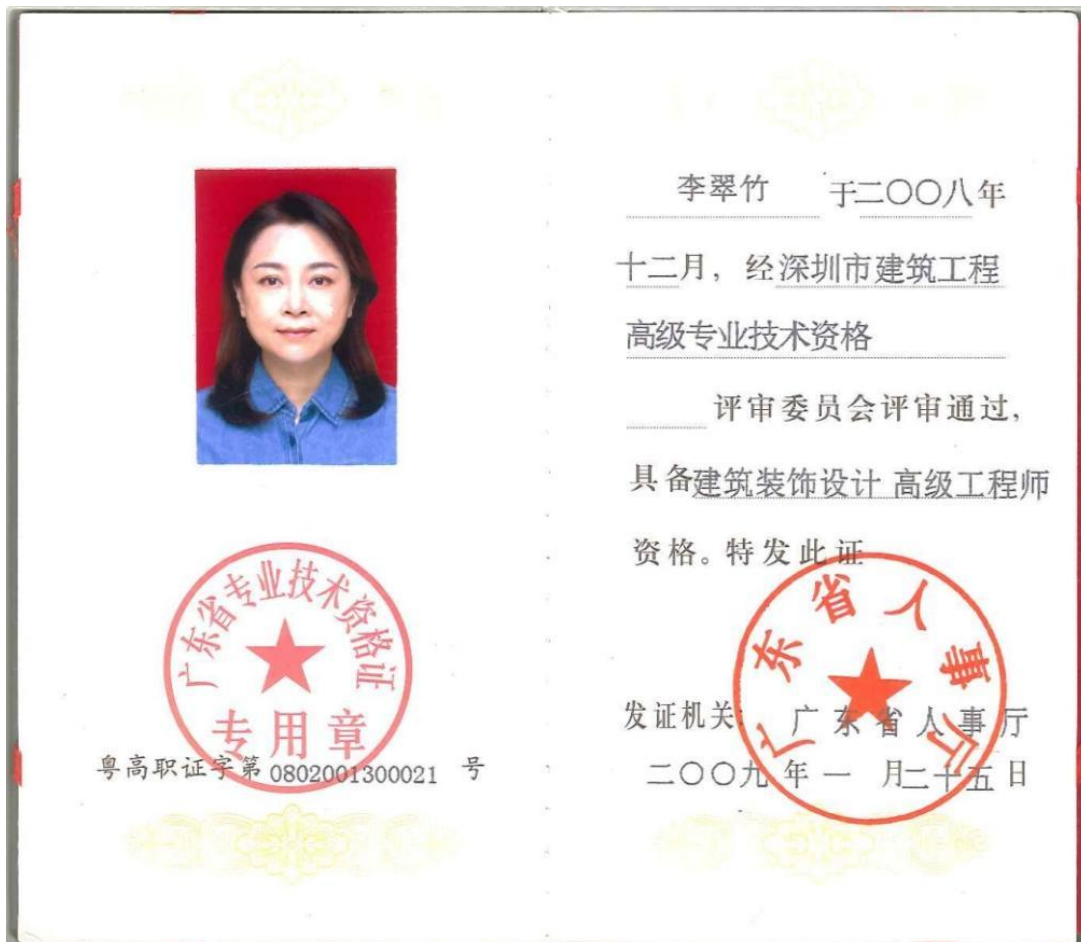 广东省专业技术资格证
专用章
粤高职证字第 0802001300021 号
李翠竹 于二〇〇八年
十二月，经深圳市建筑工程
高级专业技术资格
评审委员会评审通过，
具备建筑装饰设计 高级工程师
资格。特发此证
广东省人事厅
发证机关：广东省人事厅
二〇〇九年一月二十五日